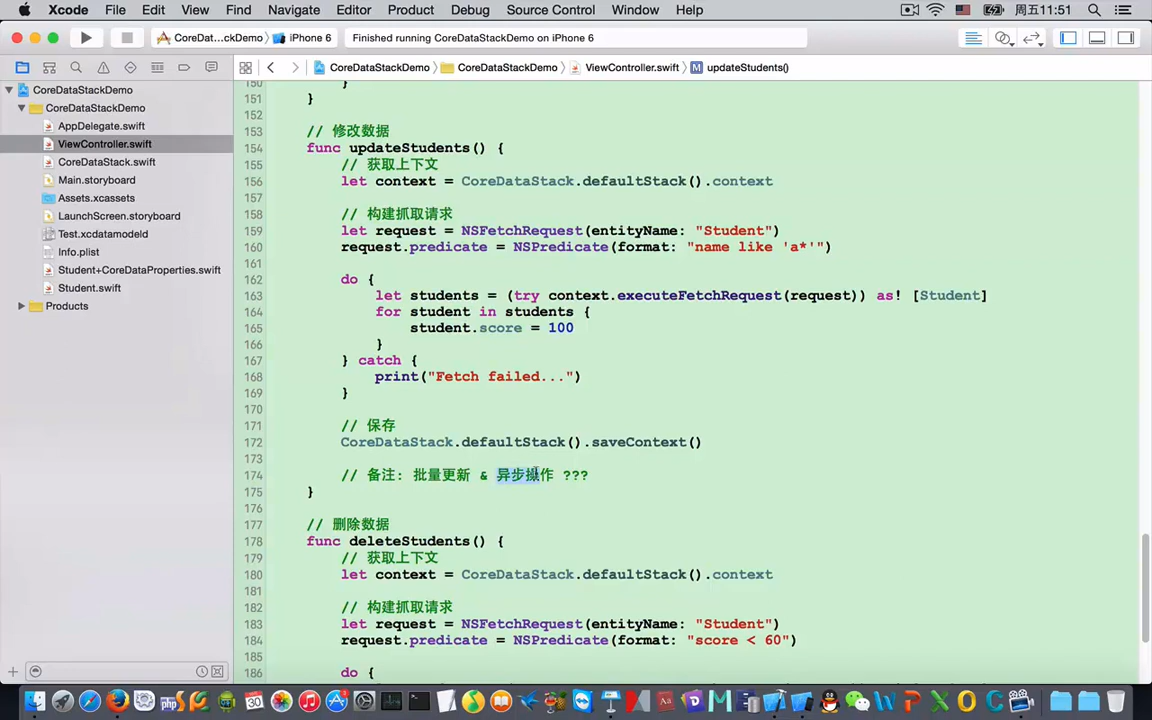 Xcode File Edit View Find Navigate Editor Product Debug Source Control Window Help 周五11:51
CoreDat...ckDemo iPhone 6 Finished running CoreDataStackDemo on iPhone 6
CoreDataStackDemo CoreDataStackDemo ViewController.swift M updateStudents()
CoreDataStackDemo
CoreDataStackDemo
AppDelegate.swift
ViewController.swift
CoreDataStack.swift
Main.storyboard
Assets.xcassets
LaunchScreen.storyboard
Test.xcdatamodeld
Info.plist
Student+CoreDataProperties.swift
Student.swift
Products
150 }
151 }
152
153 // 修改数据
154 func updateStudents() {
155 // 获取上下文
156 let context = CoreDataStack.defaultStack().context
157
158 // 构建抓取请求
159 let request = NSFetchRequest(entityName: "Student")
160 request.predicate = NSPredicate(format: "name like 'a*'")
161
162 do {
163 let students = (try context.executeFetchRequest(request)) as! [Student]
164 for student in students {
165 student.score = 100
166 }
167 } catch {
168 print("Fetch failed...")
169 }
170
171 // 保存
172 CoreDataStack.defaultStack().saveContext()
173
174 // 备注: 批量更新 & 异步操作 ???
175 }
176
177 // 删除数据
178 func deleteStudents() {
179 // 获取上下文
180 let context = CoreDataStack.defaultStack().context
181
182 // 构建抓取请求
183 let request = NSFetchRequest(entityName: "Student")
184 request.predicate = NSPredicate(format: "score < 60")
185
186 do {